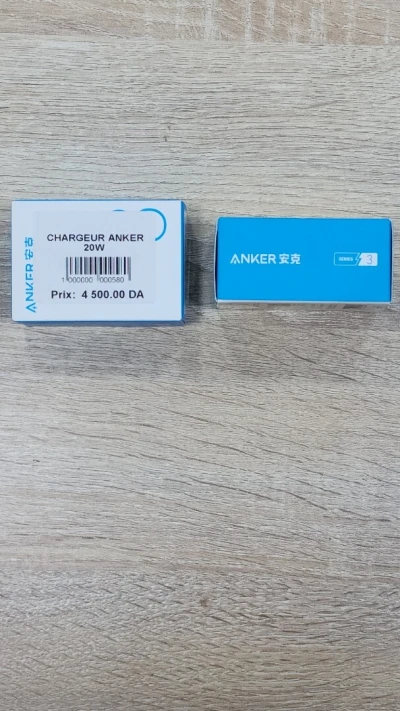 ANKER 安克
CHARGEUR ANKER
20W
1 000000 000580
Prix: 4 500.00 DA
ANKER 安克
SERIES 3